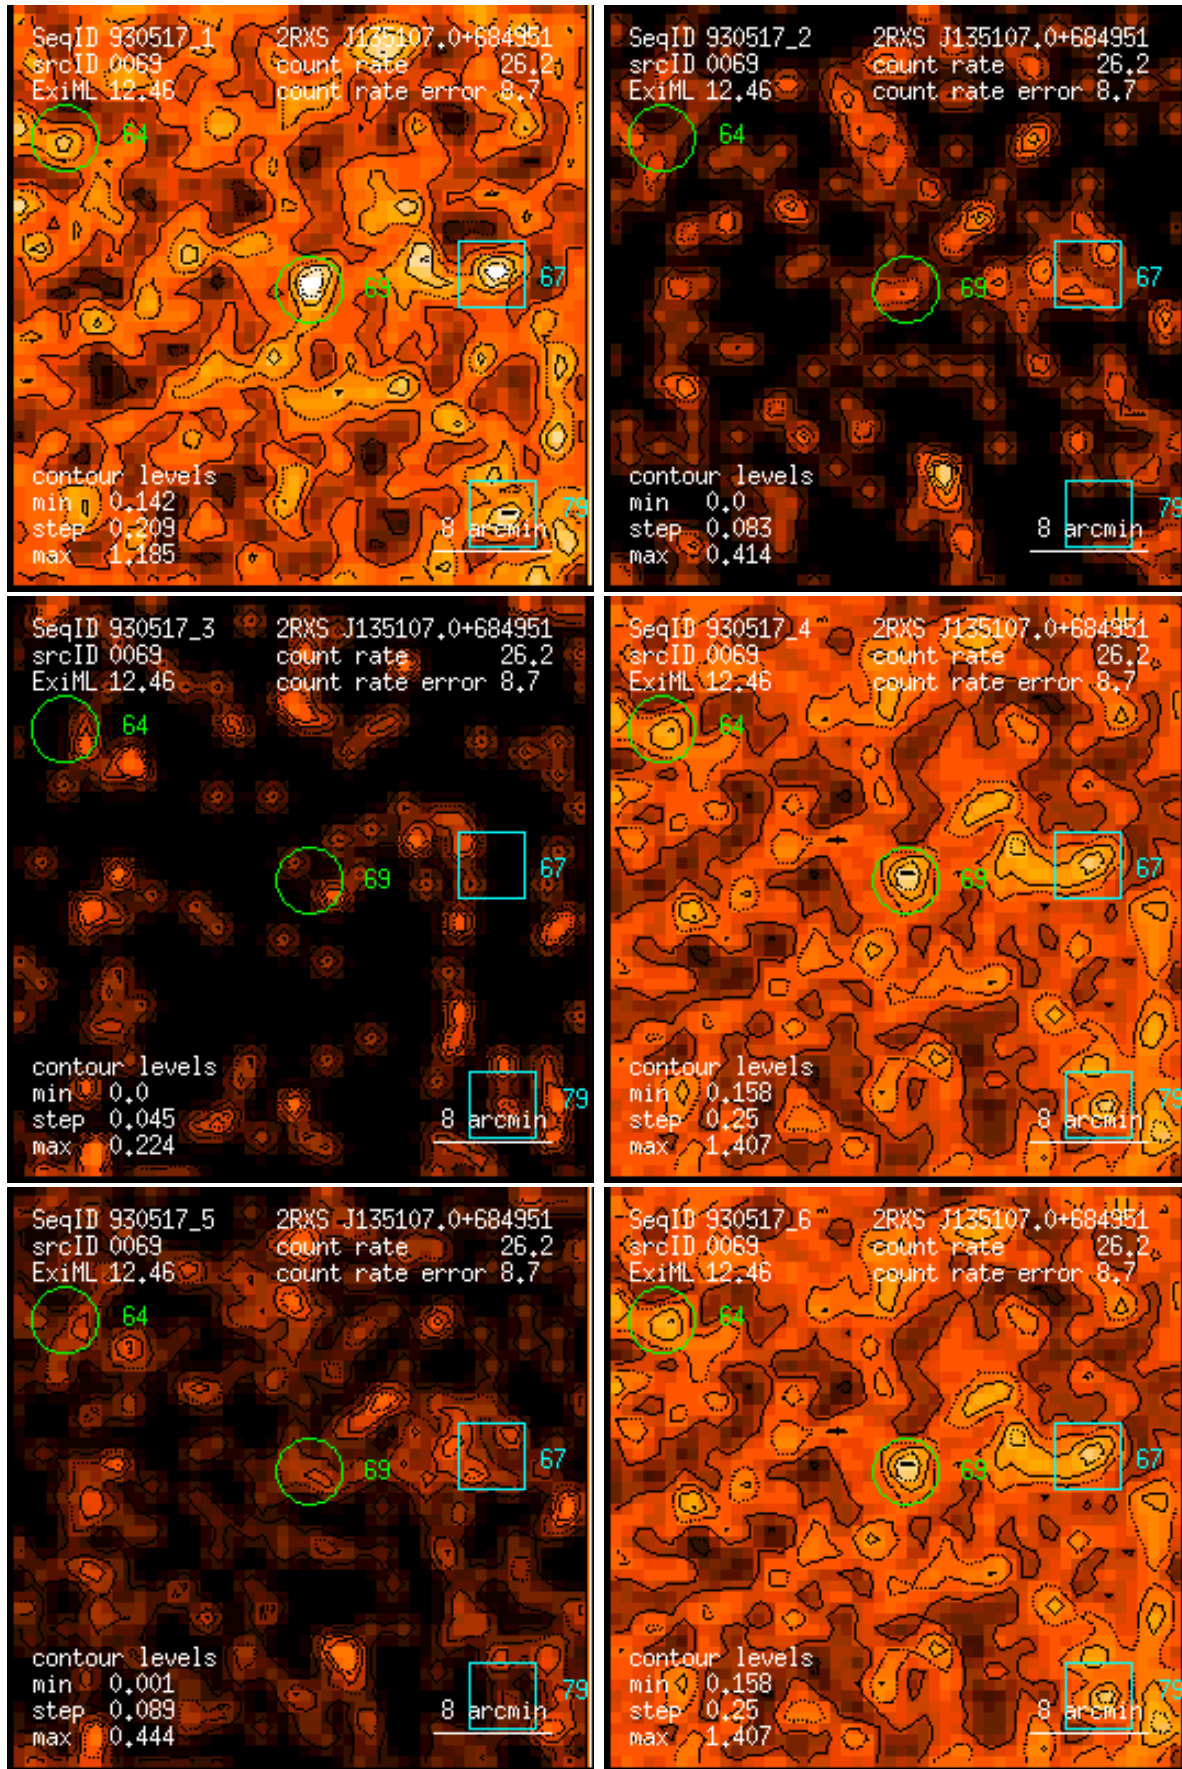 SeqID 930517_1 2RXS J135107.0+684951
srcID 0069 count rate 26.2
ExiML 12.46 count rate error 8.7
64
69
67
contour levels
min 0.142
step 0.209
max 1.185
79
8 arcmin
SeqID 930517_2 2RXS J135107.0+684951
srcID 0069 count rate 26.2
ExiML 12.46 count rate error 8.7
64
69
67
contour levels
min 0.0
step 0.083
max 0.414
79
8 arcmin
SeqID 930517_3 2RXS J135107.0+684951
srcID 0069 count rate 26.2
ExiML 12.46 count rate error 8.7
64
69
67
contour levels
min 0.0
step 0.045
max 0.224
79
8 arcmin
SeqID 930517_4 2RXS J135107.0+684951
srcID 0069 count rate 26.2
ExiML 12.46 count rate error 8.7
64
69
67
contour levels
min 0.158
step 0.25
max 1.407
79
8 arcmin
SeqID 930517_5 2RXS J135107.0+684951
srcID 0069 count rate 26.2
ExiML 12.46 count rate error 8.7
64
69
67
contour levels
min 0.001
step 0.089
max 0.444
79
8 arcmin
SeqID 930517_6 2RXS J135107.0+684951
srcID 0069 count rate 26.2
ExiML 12.46 count rate error 8.7
64
69
67
contour levels
min 0.158
step 0.25
max 1.407
79
8 arcmin